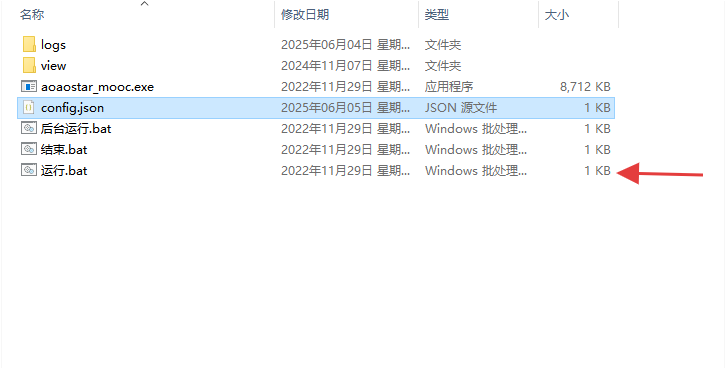 名称 修改日期 类型 大小
logs 2025年06月04日 星期... 文件夹
view 2024年11月07日 星期... 文件夹
aoaostar_mooc.exe 2022年11月29日 星期... 应用程序 8,712 KB
config.json 2025年06月05日 星期... JSON 源文件 1 KB
后台运行.bat 2022年11月29日 星期... Windows 批处理... 1 KB
结束.bat 2022年11月29日 星期... Windows 批处理... 1 KB
运行.bat 2022年11月29日 星期... Windows 批处理... 1 KB